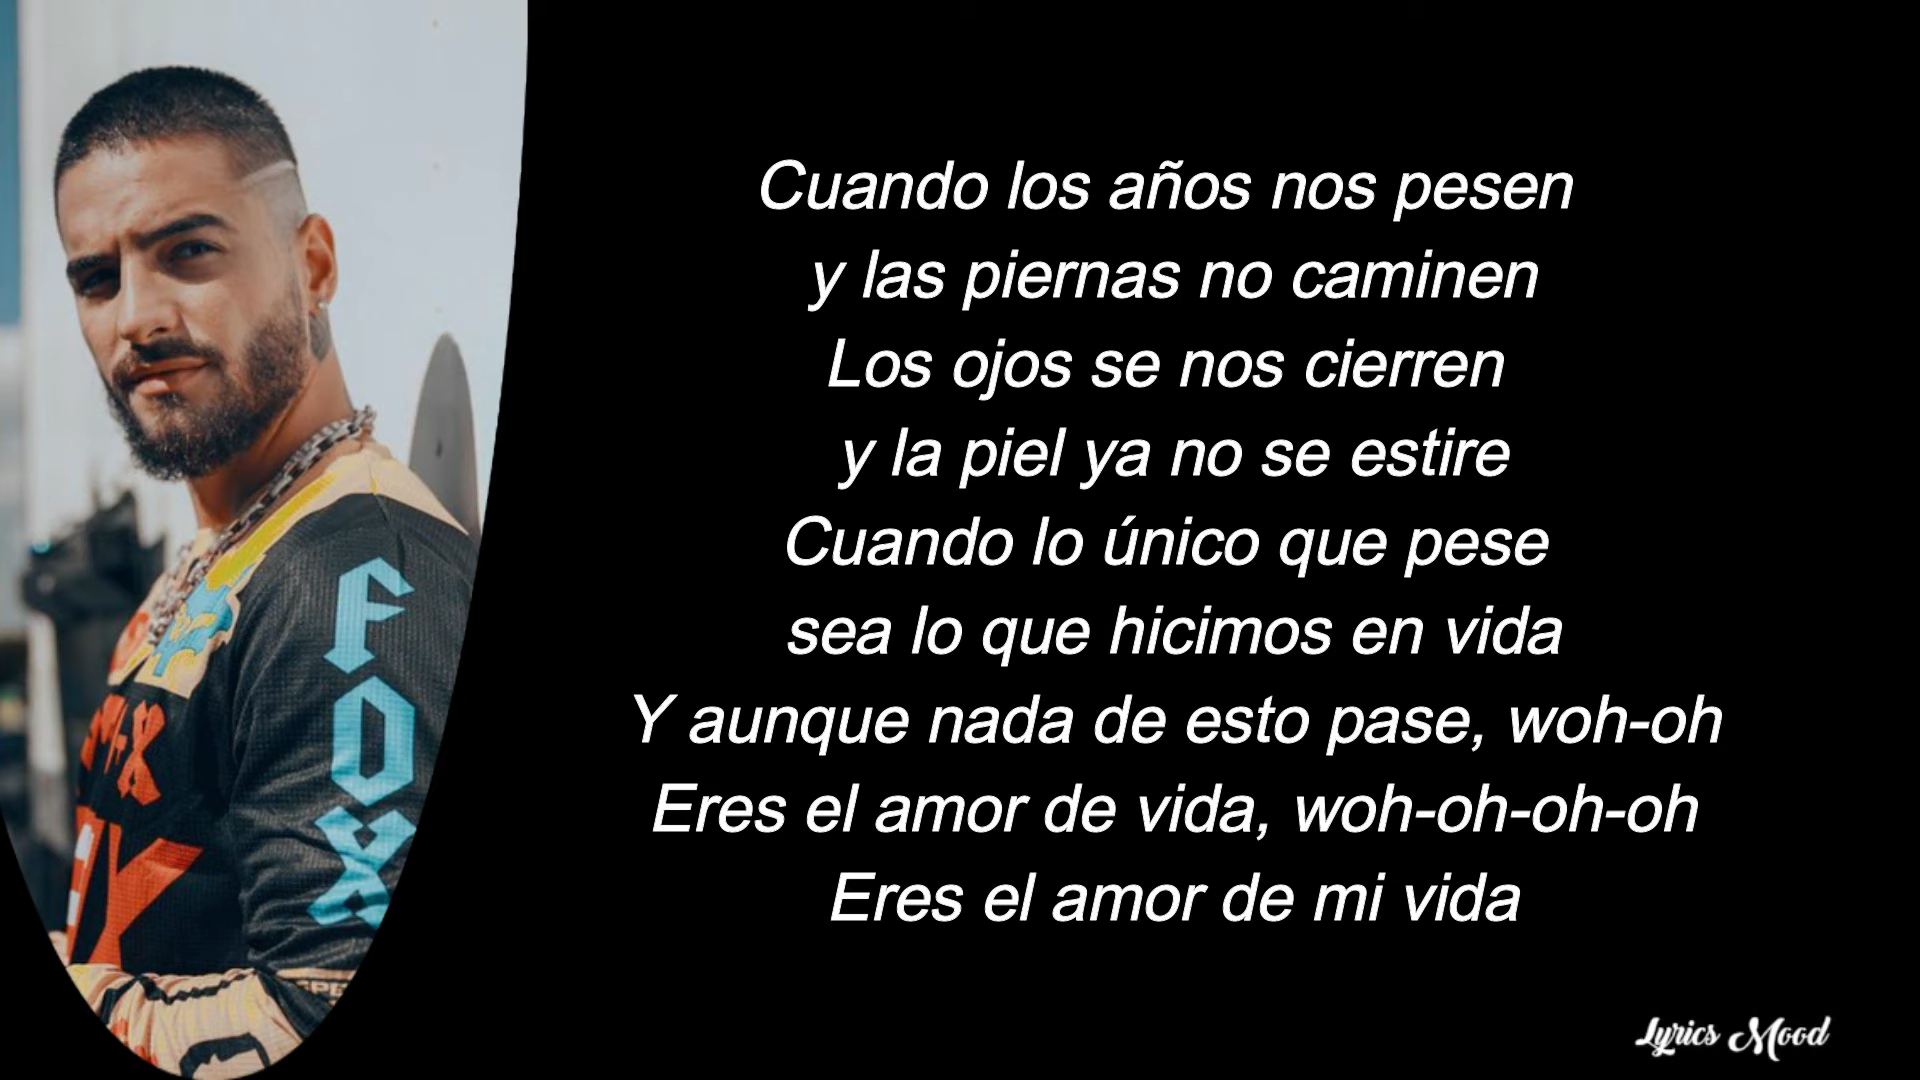 Cuando los años nos pesen
y las piernas no caminen
Los ojos se nos cierren
y la piel ya no se estire
Cuando lo único que pese
sea lo que hicimos en vida
Y aunque nada de esto pase, woh-oh
Eres el amor de vida, woh-oh-oh-oh
Eres el amor de mi vida
FOX
Lyrics Mood